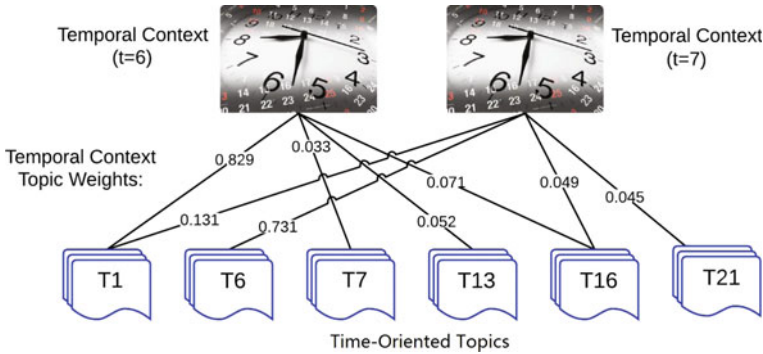 Temporal Context
(t=6)
Temporal Context
(t=7)
Temporal Context
Topic Weights:
0.829
0.033
0.071
0.049
0.045
0.131
0.731
0.052
T1
T6
T7
T13
T16
T21
Time-Oriented Topics